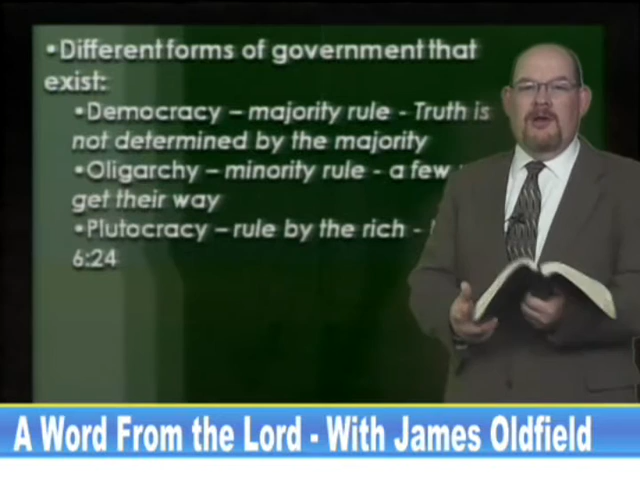 •Different forms of government that
exist:
•Democracy – majority rule - Truth is
not determined by the majority
•Oligarchy – minority rule - a few
get their way
•Plutocracy – rule by the rich -
6:24
A Word From the Lord - With James Oldfield